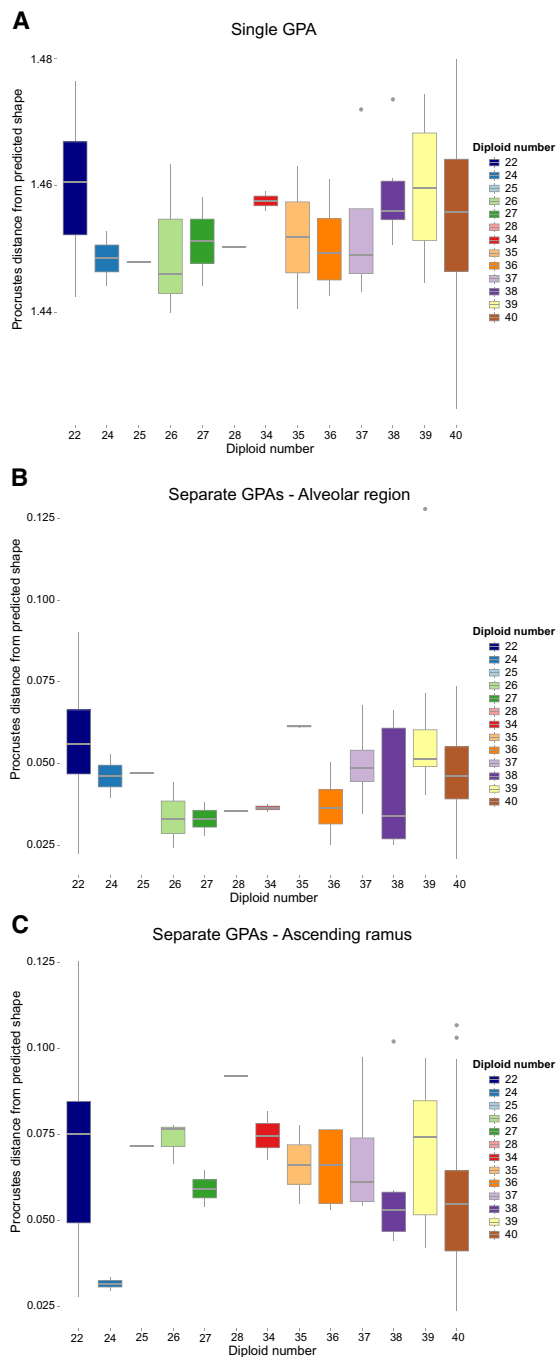 A
Single GPA
Procrustes distance from predicted shape
1.48
1.46
1.44
22 24 25 26 27 28 34 35 36 37 38 39 40
Diploid number
Diploid number
22
24
25
26
27
28
34
35
36
37
38
39
40
B
Separate GPAs - Alveolar region
Procrustes distance from predicted shape
0.125
0.100
0.075
0.050
0.025
22 24 25 26 27 28 34 35 36 37 38 39 40
Diploid number
Diploid number
22
24
25
26
27
28
34
35
36
37
38
39
40
C
Separate GPAs - Ascending ramus
Procrustes distance from predicted shape
0.125
0.100
0.075
0.050
0.025
22 24 25 26 27 28 34 35 36 37 38 39 40
Diploid number
Diploid number
22
24
25
26
27
28
34
35
36
37
38
39
40